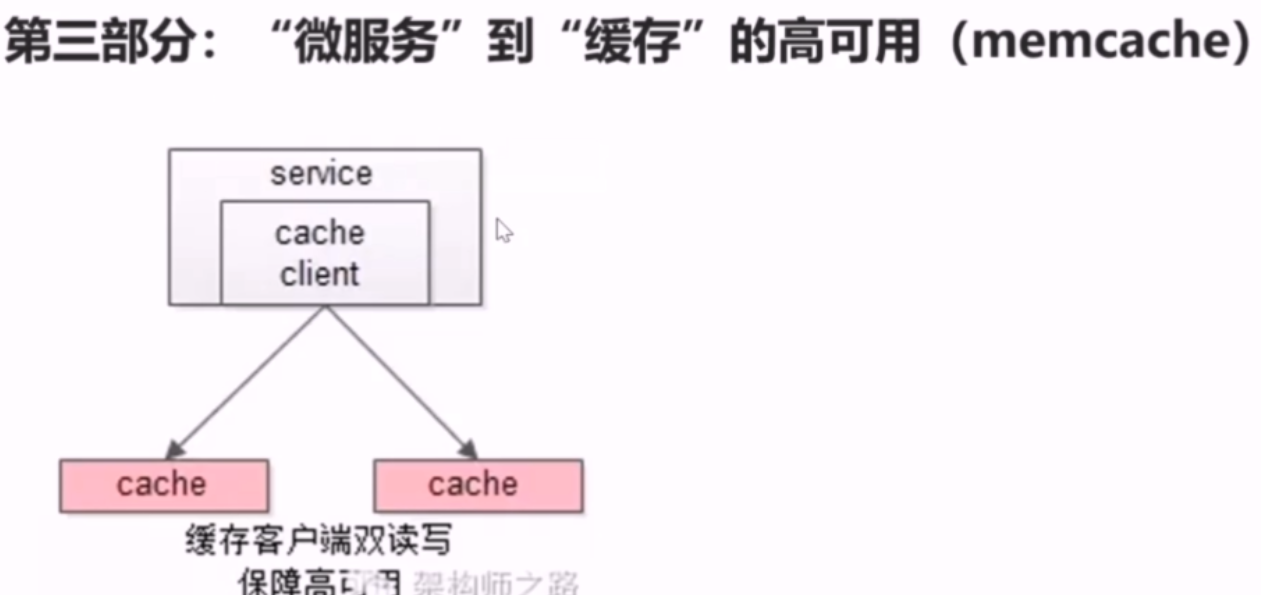 第三部分：“微服务”到“缓存”的高可用（memcache）
service
cache
client
cache
cache
缓存客户端双读写
保障高可用
架构师之路